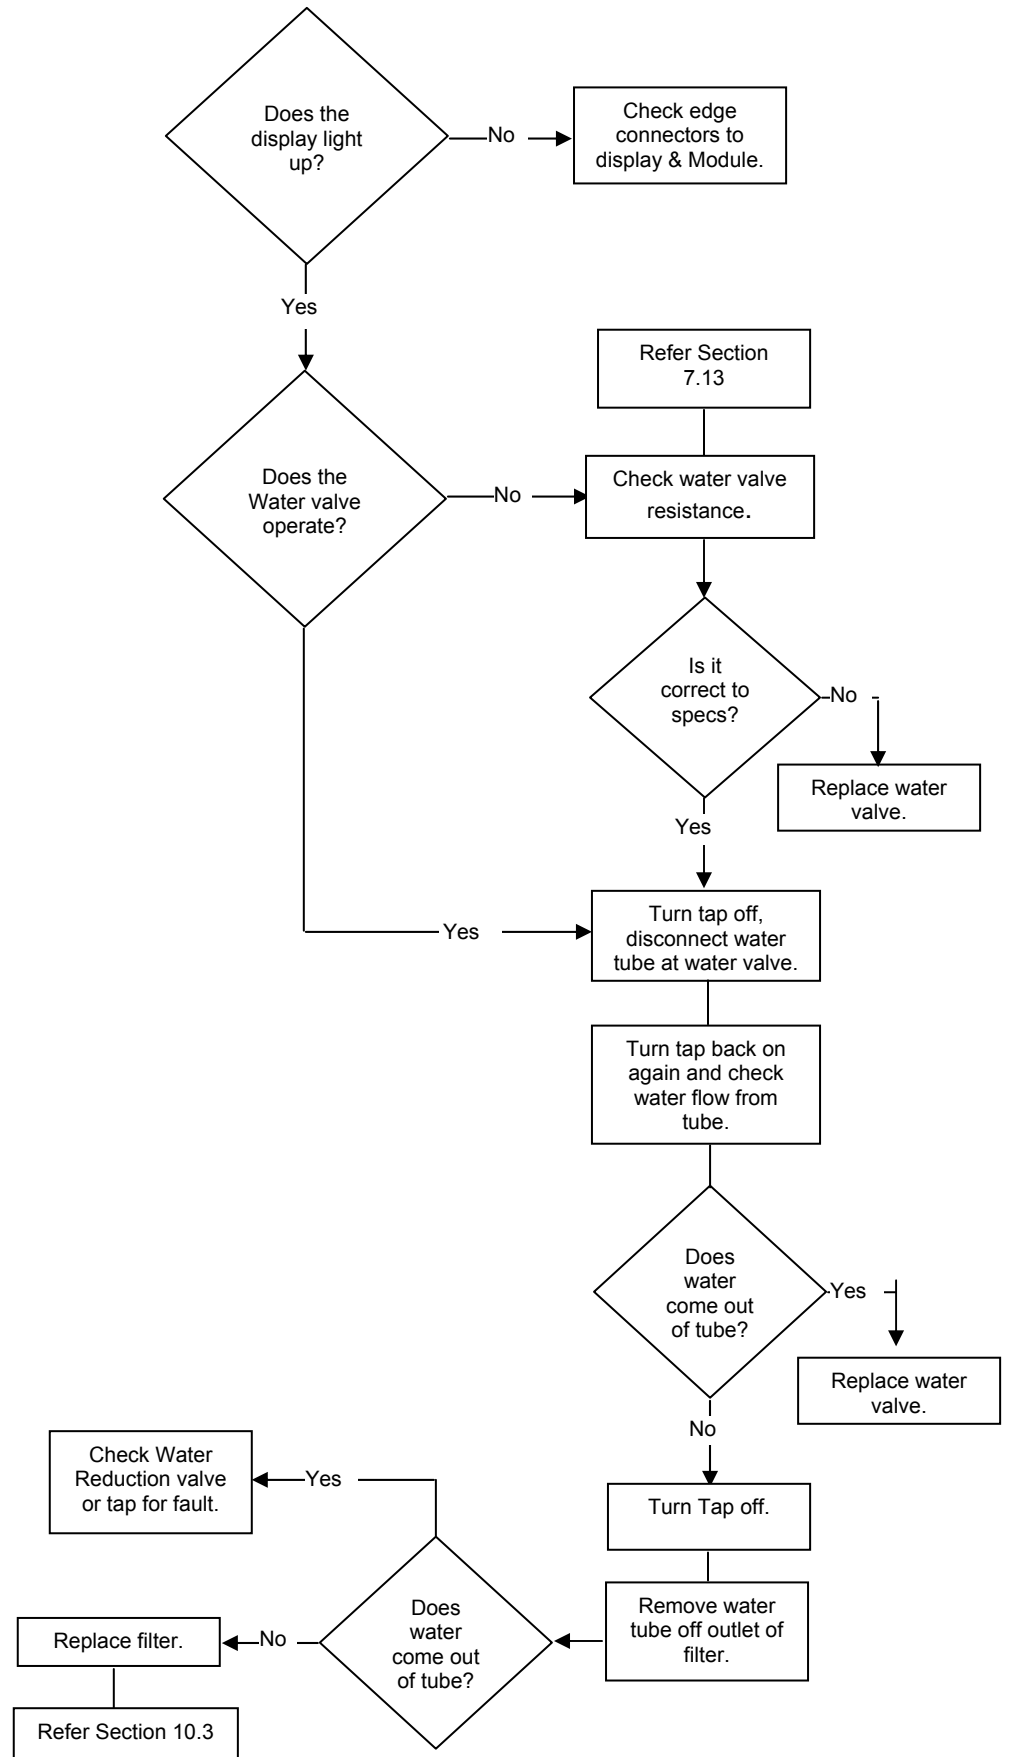 Does the
display light
up?
No
Check edge
connectors to
display & Module.
Yes
Refer Section
7.13
Does the
Water valve
operate?
No
Check water valve
resistance.
Is it
correct to
specs?
No
Replace water
valve.
Yes
Turn tap off,
disconnect water
tube at water valve.
Yes
Turn tap back on
again and check
water flow from
tube.
Does
water
come out
of tube?
Yes
Replace water
valve.
No
Check Water
Reduction valve
or tap for fault.
Yes
Turn Tap off.
Remove water
tube off outlet of
filter.
Does
water
come out
of tube?
No
Replace filter.
Refer Section 10.3